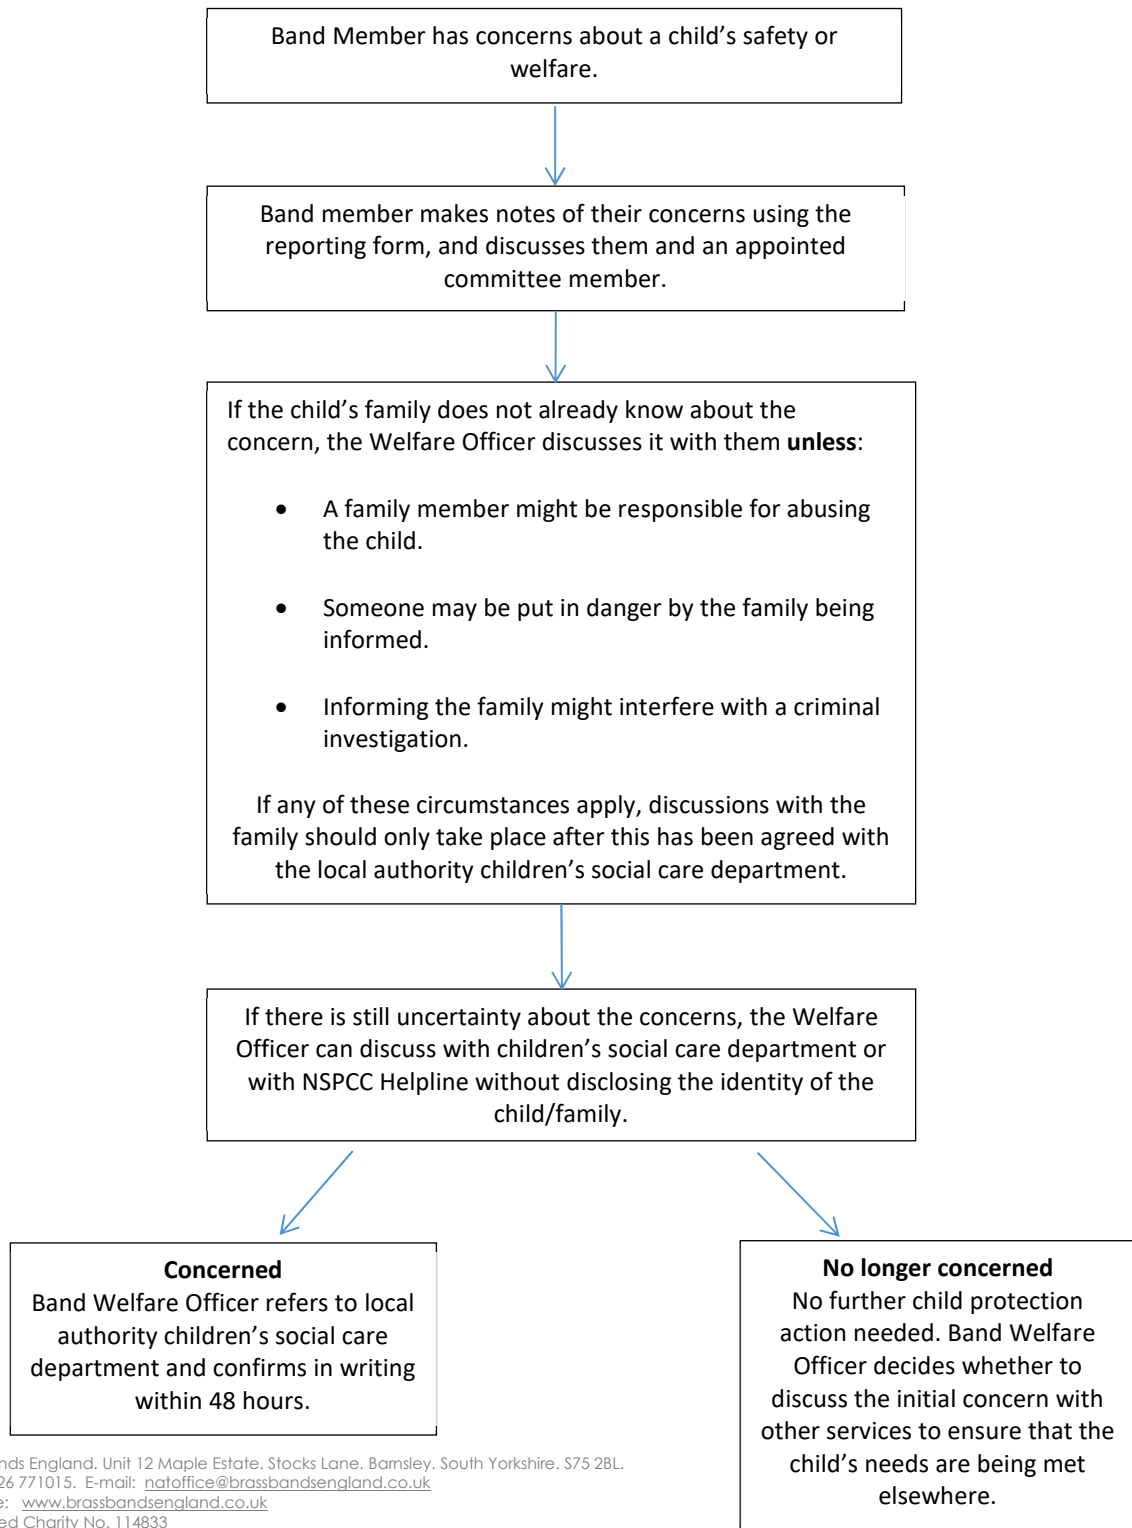 Band Member has concerns about a child’s safety or
welfare.
Band member makes notes of their concerns using the
reporting form, and discusses them and an appointed
committee member.
If the child’s family does not already know about the
concern, the Welfare Officer discusses it with them unless:
• A family member might be responsible for abusing
the child.
• Someone may be put in danger by the family being
informed.
• Informing the family might interfere with a criminal
investigation.
If any of these circumstances apply, discussions with the
family should only take place after this has been agreed with
the local authority children’s social care department.
If there is still uncertainty about the concerns, the Welfare
Officer can discuss with children’s social care department or
with NSPCC Helpline without disclosing the identity of the
child/family.
Concerned
Band Welfare Officer refers to local
authority children’s social care
department and confirms in writing
within 48 hours.
No longer concerned
No further child protection
action needed. Band Welfare
Officer decides whether to
discuss the initial concern with
other services to ensure that the
child’s needs are being met
elsewhere.
nds England. Unit 12 Maple Estate. Stocks Lane. Barnsley. South Yorkshire. S75 2BL.
26 771015. E-mail: natoffice@brassbandsengland.co.uk
e: www.brassbandsengland.co.uk
ed Charity No. 114833